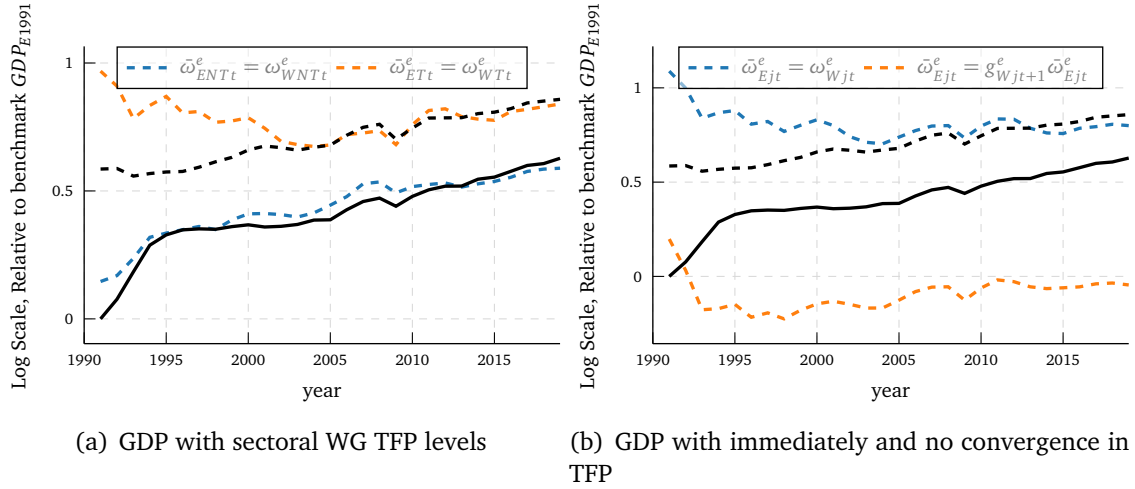 Log Scale, Relative to benchmark GDP_{E1991}
ω̄^e_{ENTt} = ω^e_{WNTt}
ω̄^e_{ETt} = ω^e_{WTt}
1
0.5
0
1990 1995 2000 2005 2010 2015
year
(a) GDP with sectoral WG TFP levels
Log Scale, Relative to benchmark GDP_{E1991}
ω̄^e_{Ejt} = ω^e_{Wjt}
ω̄^e_{Ejt} = g^e_{Wjt+1} ω̄^e_{Ejt}
1
0.5
0
1990 1995 2000 2005 2010 2015
year
(b) GDP with immediately and no convergence in
TFP